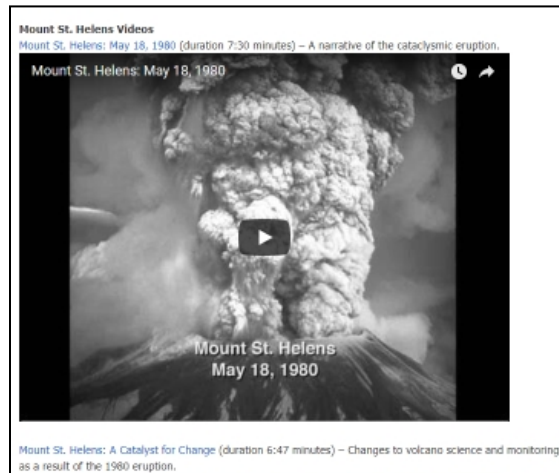 Mount St. Helens Videos
Mount St. Helens: May 18, 1980 (duration 7:30 minutes) – A narrative of the cataclysmic eruption.
Mount St. Helens: May 18, 1980
Mount St. Helens
May 18, 1980
Mount St. Helens: A Catalyst for Change (duration 6:47 minutes) – Changes to volcano science and monitoring
as a result of the 1980 eruption.